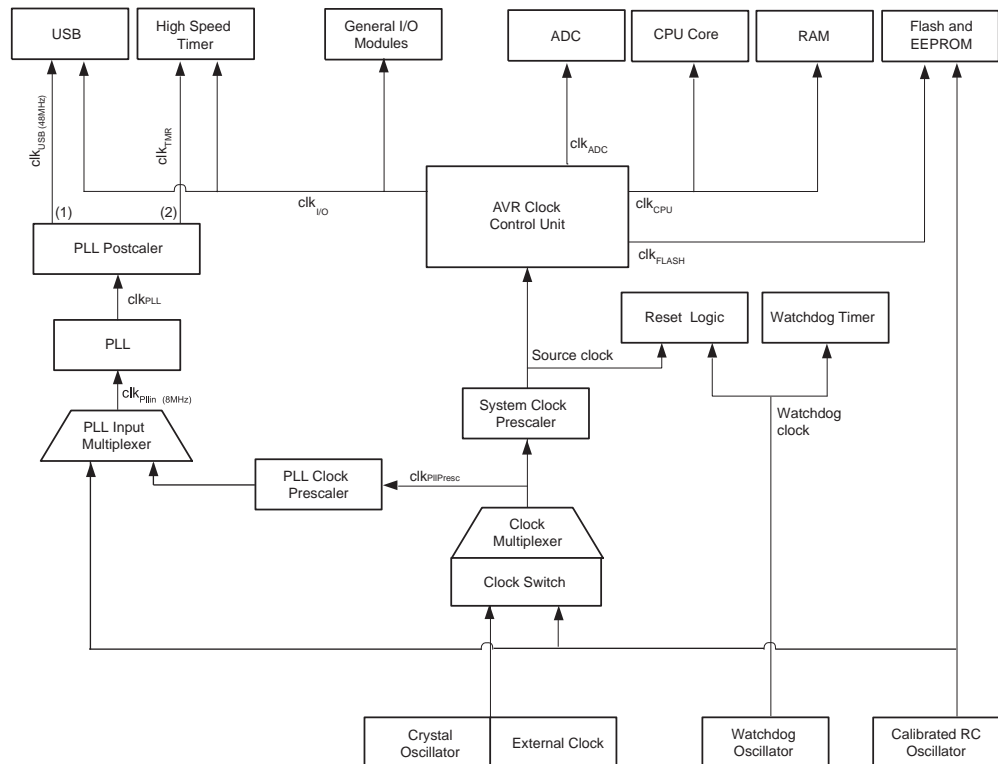 USB
High Speed
Timer
General I/O
Modules
ADC
CPU Core
RAM
Flash and
EEPROM
clkUSB (48MHz)
clkTMR
clkADC
clkI/O
AVR Clock
Control Unit
clkCPU
clkFLASH
(1)
(2)
PLL Postcaler
clkPLL
PLL
Reset Logic
Watchdog Timer
Source clock
clkPllin (8MHz)
PLL Input
Multiplexer
System Clock
Prescaler
Watchdog
clock
PLL Clock
Prescaler
clkPllPresc
Clock
Multiplexer
Clock Switch
Crystal
Oscillator
External Clock
Watchdog
Oscillator
Calibrated RC
Oscillator